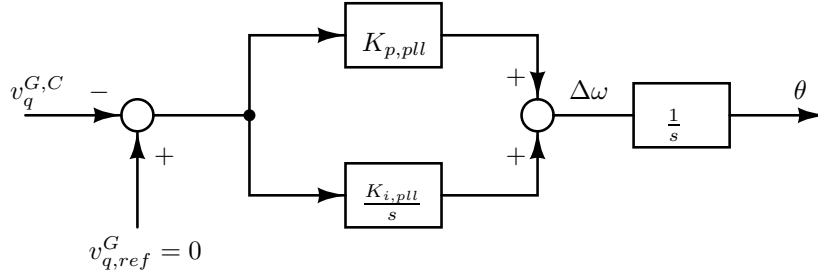 K_{p,pll}
v_q^{G,C}
−
+
Δω
1/s
θ
+
+
K_{i,pll}/s
v_{q,ref}^G = 0